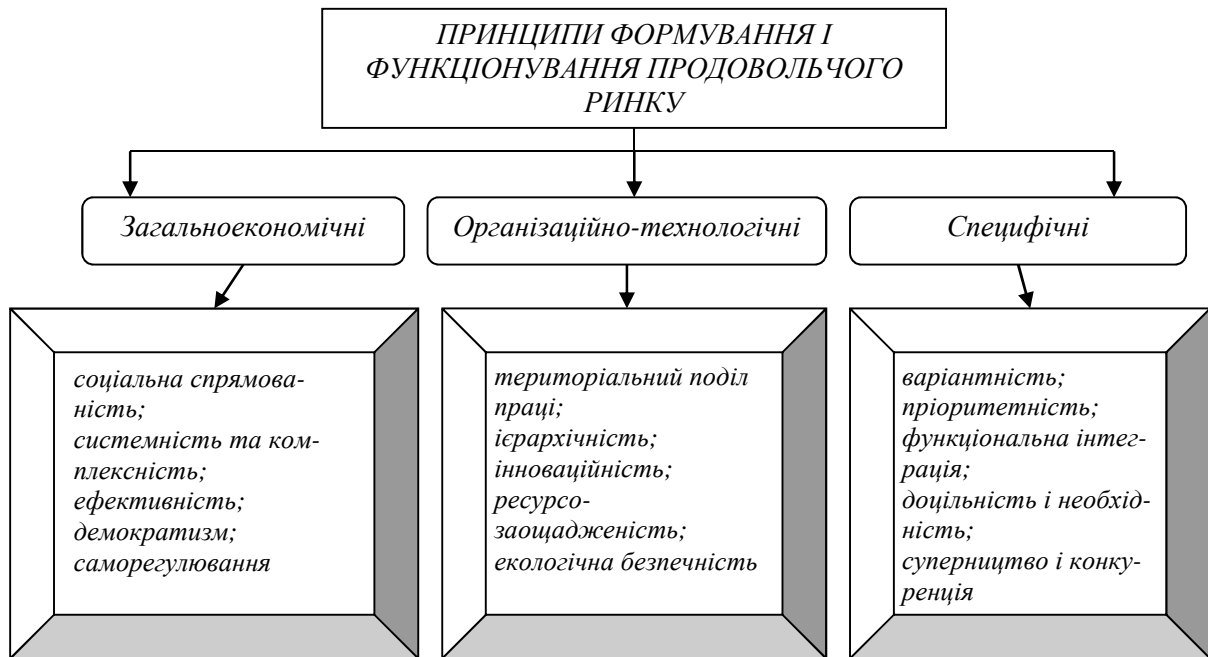 ПРИНЦИПИ ФОРМУВАННЯ І
ФУНКЦІОНУВАННЯ ПРОДОВОЛЬЧОГО
РИНКУ
Загальноекономічні
Організаційно-технологічні
Специфічні
соціальна спрямова-
ність;
системність та ком-
плексність;
ефективність;
демократизм;
саморегулювання
територіальний поділ
праці;
ієрархічність;
інноваційність;
ресурсо-
заощадженість;
екологічна безпечність
варіантність;
пріоритетність;
функціональна інтег-
рація;
доцільність і необхід-
ність;
суперництво і конку-
ренція